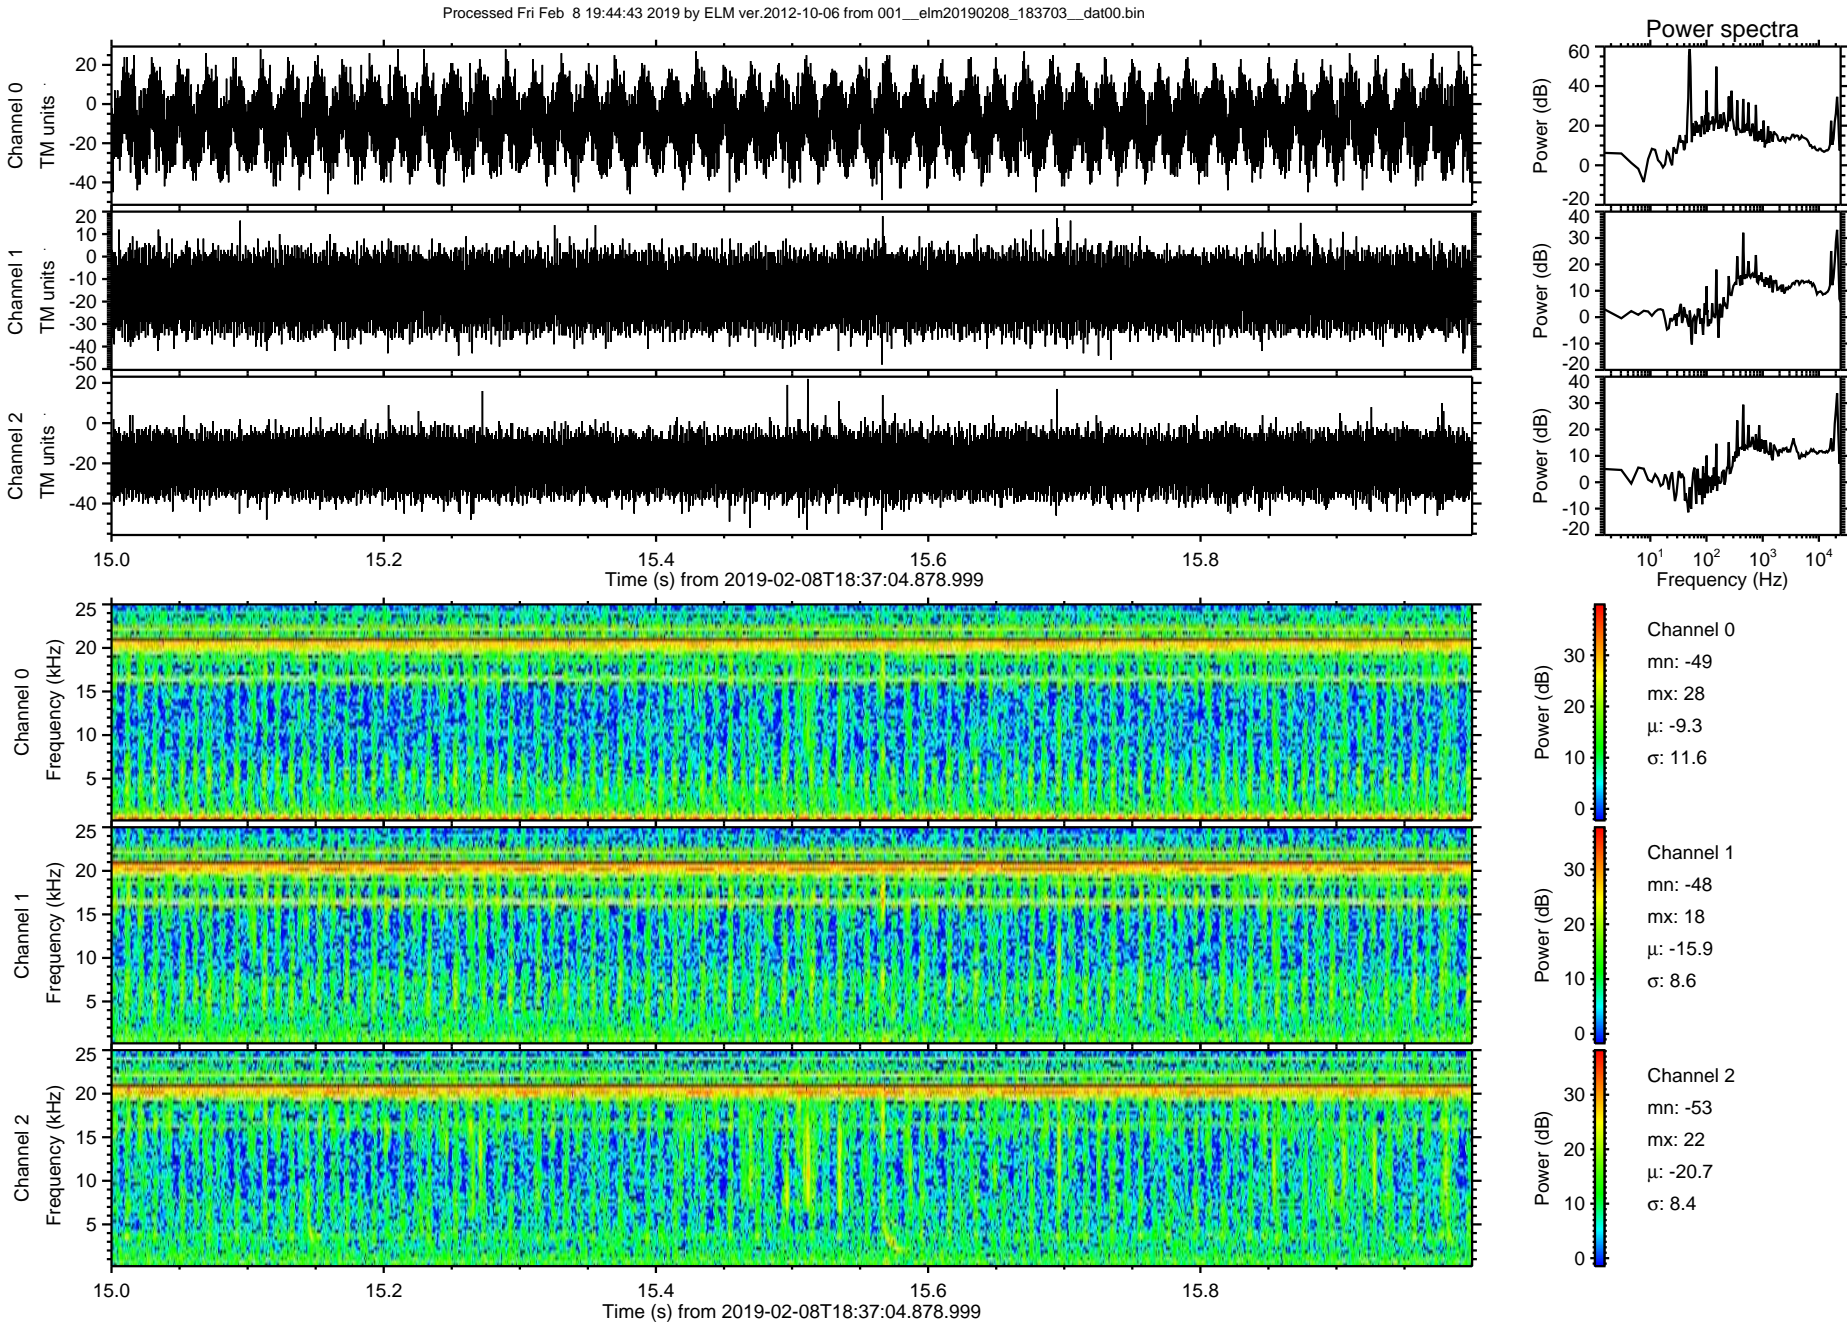 Processed Fri Feb  8 19:44:43 2019 by ELM ver.2012-10-06 from 001__elm20190208_183703__dat00.bin
Power spectra
Channel 0
TM units
20
0
-20
-40
Power (dB)
60
40
20
0
-20
Channel 1
TM units
20
10
0
-10
-20
-30
-40
-50
Power (dB)
40
30
20
10
0
-10
-20
Channel 2
TM units
20
0
-20
-40
Power (dB)
40
30
20
10
0
-10
-20
15.0 15.2 15.4 15.6 15.8
Time (s) from 2019-02-08T18:37:04.878.999
10¹ 10² 10³ 10⁴
Frequency (Hz)
Channel 0
Frequency (kHz)
25
20
15
10
5
Power (dB)
30
20
10
0
Channel 0
mn: -49
mx: 28
μ: -9.3
σ: 11.6
Channel 1
Frequency (kHz)
25
20
15
10
5
Power (dB)
30
20
10
0
Channel 1
mn: -48
mx: 18
μ: -15.9
σ: 8.6
Channel 2
Frequency (kHz)
25
20
15
10
5
Power (dB)
30
20
10
0
Channel 2
mn: -53
mx: 22
μ: -20.7
σ: 8.4
15.0 15.2 15.4 15.6 15.8
Time (s) from 2019-02-08T18:37:04.878.999